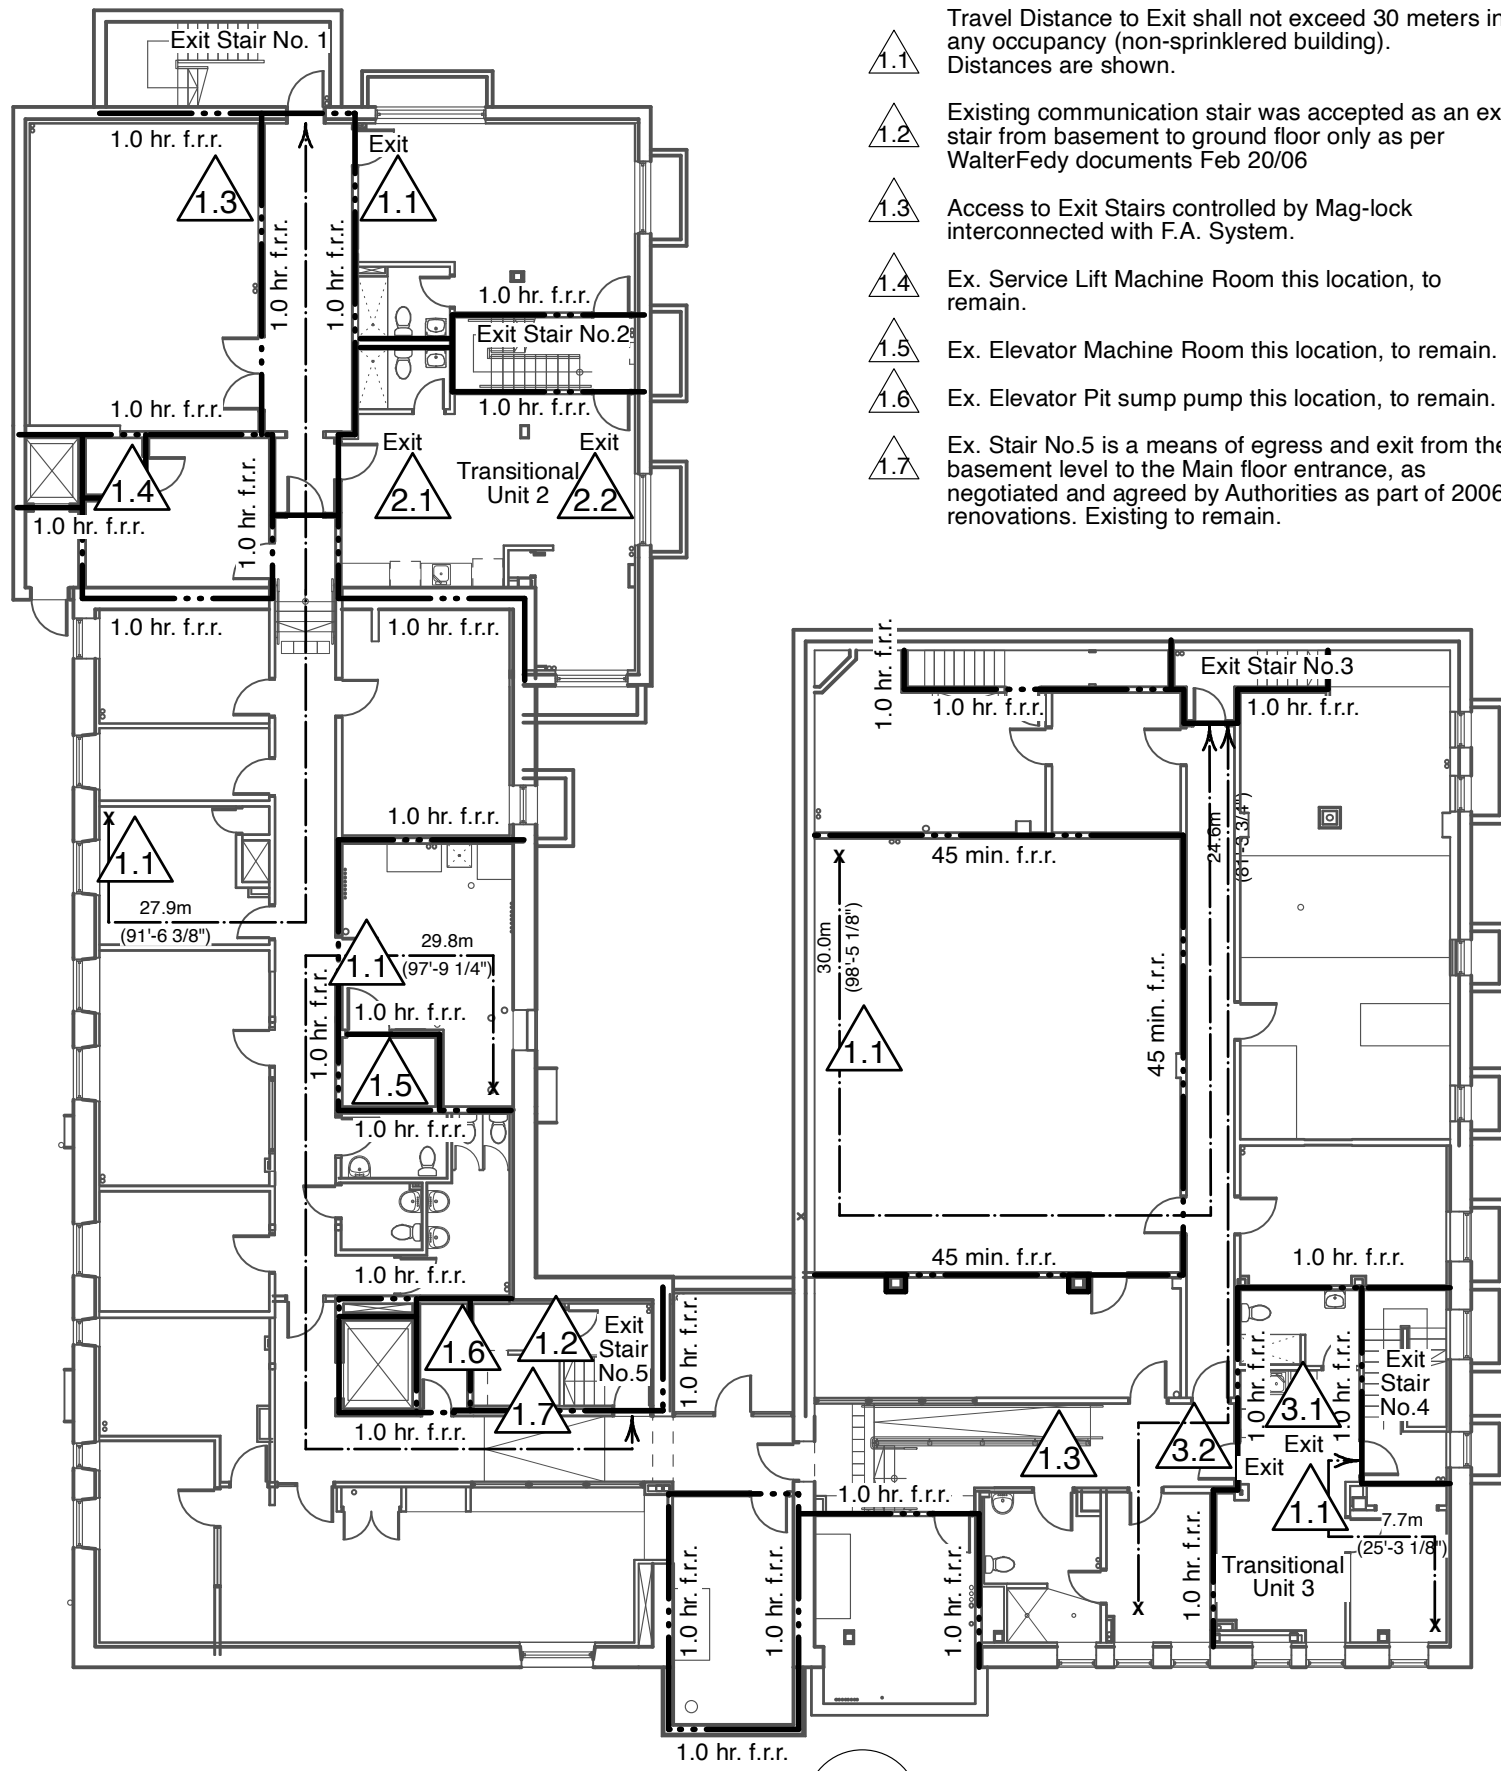 Travel Distance to Exit shall not exceed 30 meters in
1.1
any occupancy (non-sprinklered building).
Distances are shown.
Existing communication stair was accepted as an ex
1.2
stair from basement to ground floor only as per
WalterFedy documents Feb 20/06
1.3
Access to Exit Stairs controlled by Mag-lock
interconnected with F.A. System.
1.4
Ex. Service Lift Machine Room this location, to
remain.
1.5
Ex. Elevator Machine Room this location, to remain.
1.6
Ex. Elevator Pit sump pump this location, to remain.
1.7
Ex. Stair No.5 is a means of egress and exit from the
basement level to the Main floor entrance, as
negotiated and agreed by Authorities as part of 2006
renovations. Existing to remain.
Exit Stair No. 1
1.0 hr. f.r.r.
Exit
1.3
1.1
1.0 hr. f.r.r.
1.0 hr. f.r.r.
1.0 hr. f.r.r.
Exit Stair No.2
1.0 hr. f.r.r.
1.0 hr. f.r.r.
Exit
Exit
Transitional
Unit 2
1.4
2.1
2.2
1.0 hr. f.r.r.
1.0 hr. f.r.r.
1.0 hr. f.r.r.
1.0 hr. f.r.r.
1.0 hr. f.r.r.
x
1.1
27.9m
(91'-6 3/8")
1.1
29.8m
(97'-9 1/4")
1.0 hr. f.r.r.
1.0 hr. f.r.r.
1.5
x
1.0 hr. f.r.r.
1.0 hr. f.r.r.
1.6
1.2
Exit
Stair
No.5
1.7
1.0 hr. f.r.r.
1.0 hr. f.r.r.
1.0 hr. f.r.r.
1.0 hr. f.r.r.
1.0 hr. f.r.r.
1.0 hr. f.r.r.
Exit Stair No.3
1.0 hr. f.r.r.
1.0 hr. f.r.r.
24.6m
(81'-3 3/4")
45 min. f.r.r.
x
30.0m
(98'-5 1/8")
45 min. f.r.r.
1.1
45 min. f.r.r.
1.0 hr. f.r.r.
1.0 hr. f.r.r.
1.0 hr. f.r.r.
Exit
Stair
No.4
3.1
Exit
Exit
1.3
3.2
1.0 hr. f.r.r.
1.1
7.7m
(25'-3 1/8")
Transitional
Unit 3
1.0 hr. f.r.r.
1.0 hr. f.r.r.
x
x